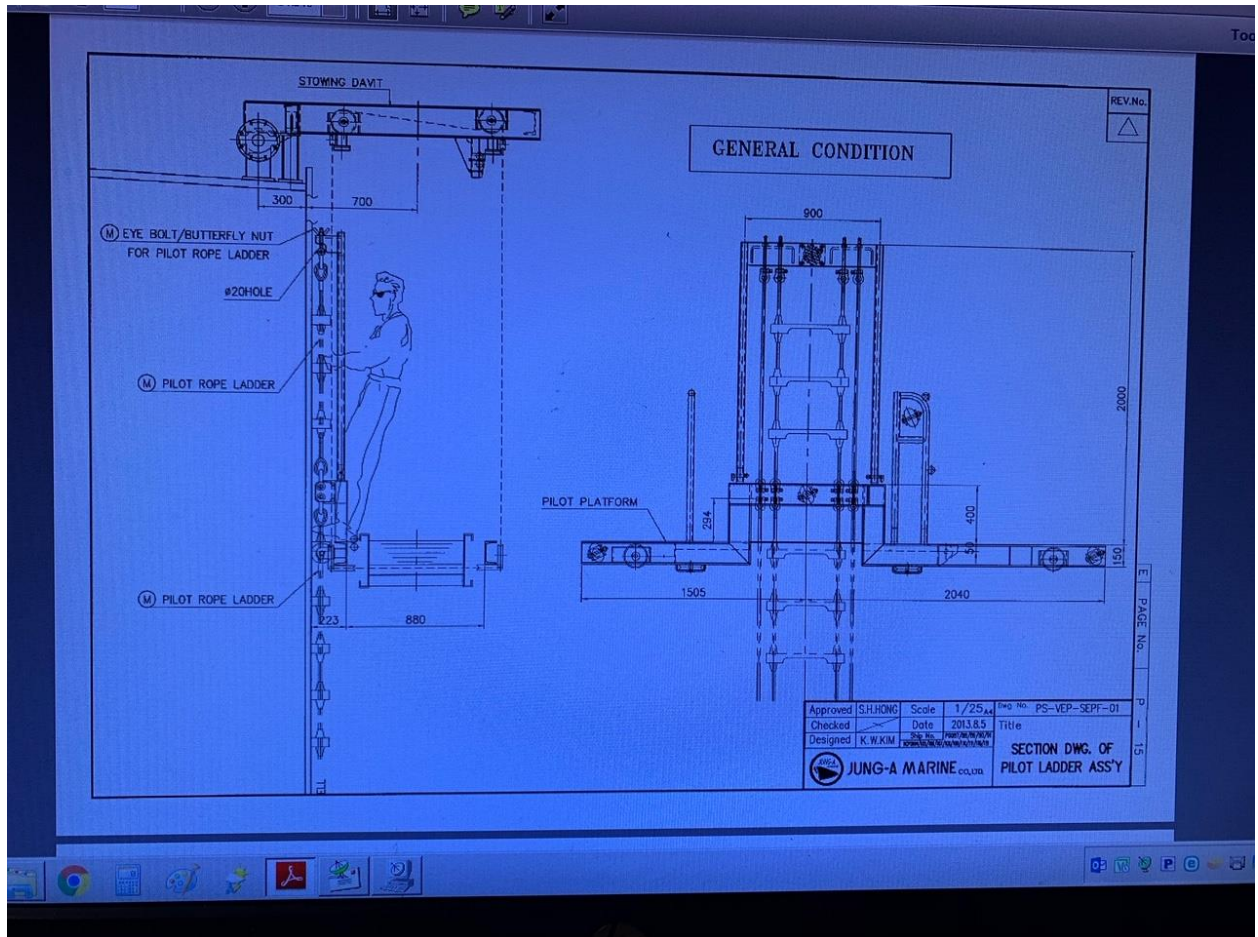 Too
STOWING DAVIT
REV.No.
GENERAL CONDITION
300
700
900
Ⓜ EYE BOLT/BUTTERFLY NUT
FOR PILOT ROPE LADDER
ø20HOLE
Ⓜ PILOT ROPE LADDER
2000
PILOT PLATFORM
294
400
50
150
1505
2040
Ⓜ PILOT ROPE LADDER
223
880
E PAGE No. P - 15
Approved S.H.HONG Scale 1/25 A4 Dwg No. PS-VEP-SEPF-01
Checked Date 2013.8.5 Title
Designed K.W.KIM Ship No.
SECTION DWG. OF
PILOT LADDER ASS'Y
JUNG-A
JUNG-A MARINE CO.,LTD.